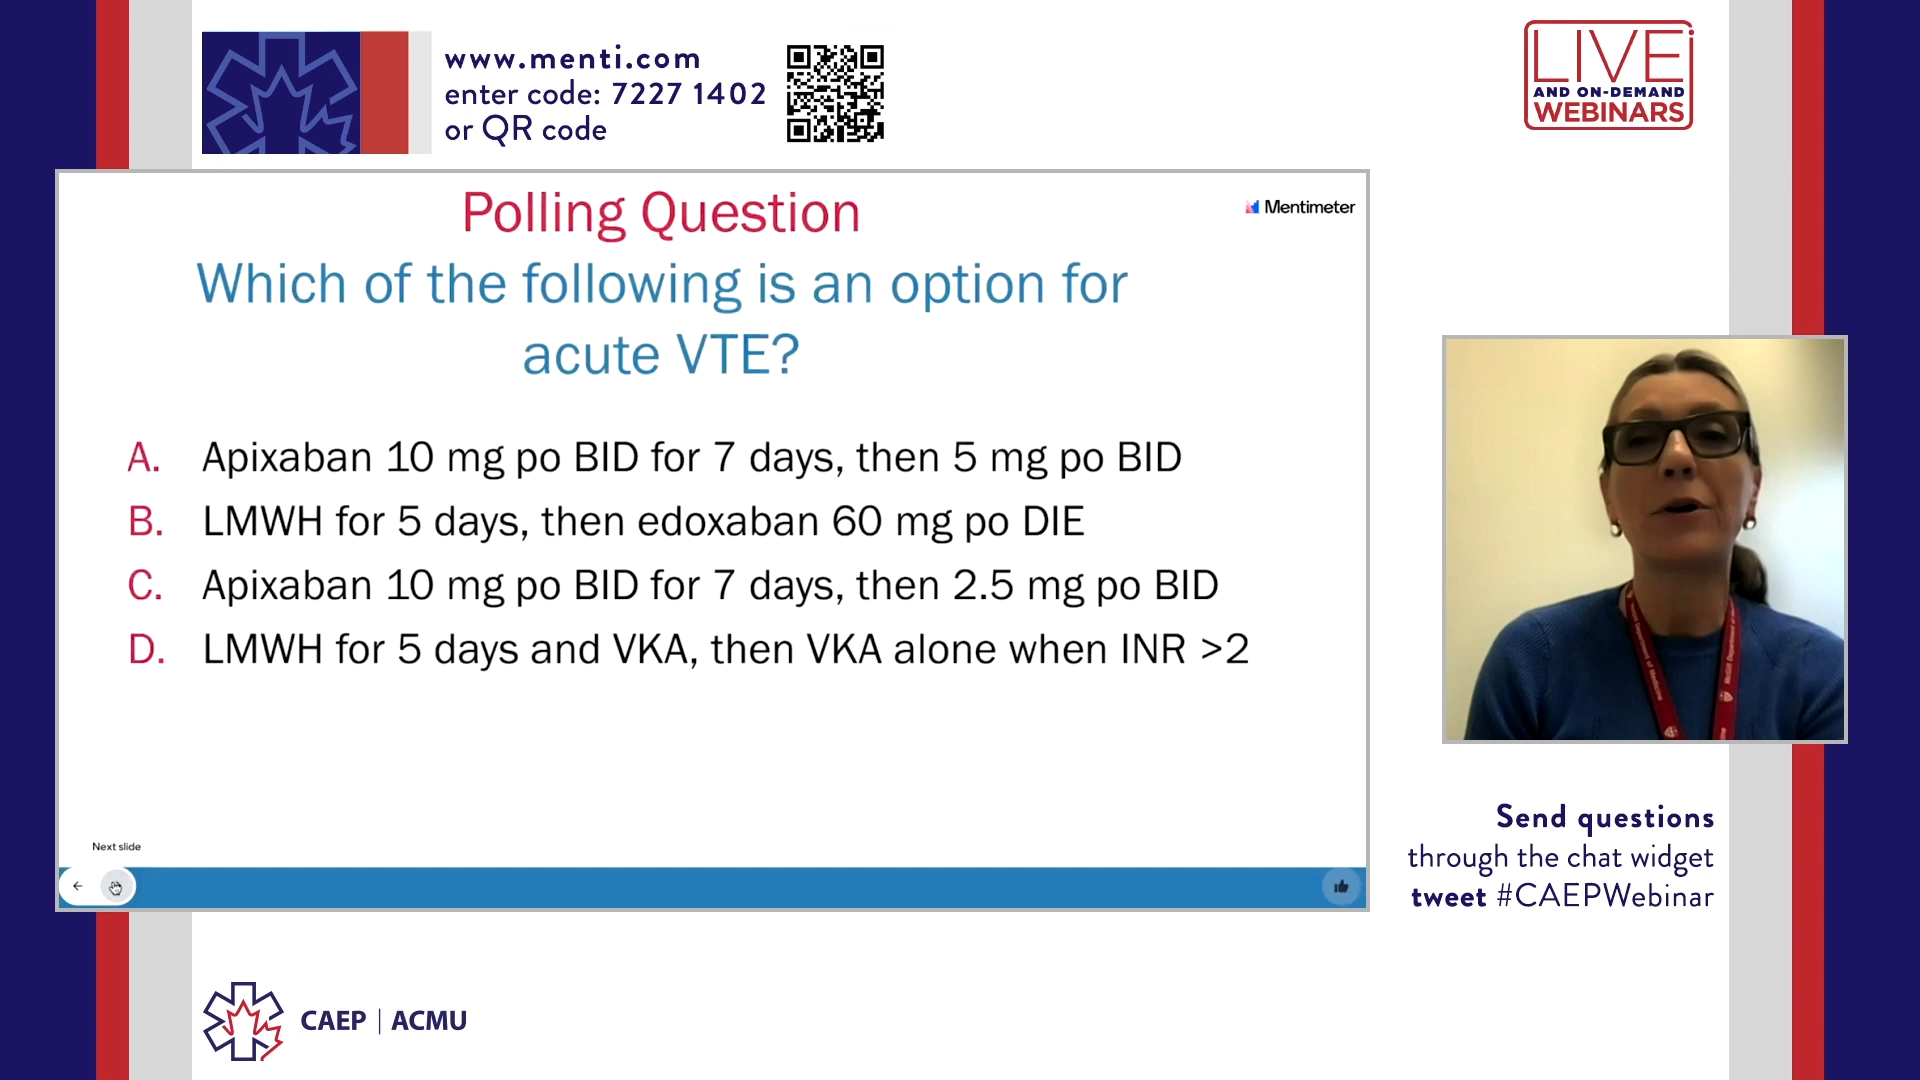 www.menti.com
enter code: 7227 1402
or QR code
LIVE
AND ON-DEMAND
WEBINARS
Polling Question
Mentimeter
Which of the following is an option for
acute VTE?
A. Apixaban 10 mg po BID for 7 days, then 5 mg po BID
B. LMWH for 5 days, then edoxaban 60 mg po DIE
C. Apixaban 10 mg po BID for 7 days, then 2.5 mg po BID
D. LMWH for 5 days and VKA, then VKA alone when INR >2
Next slide
Send questions
through the chat widget
tweet #CAEPWebinar
CAEP | ACMU